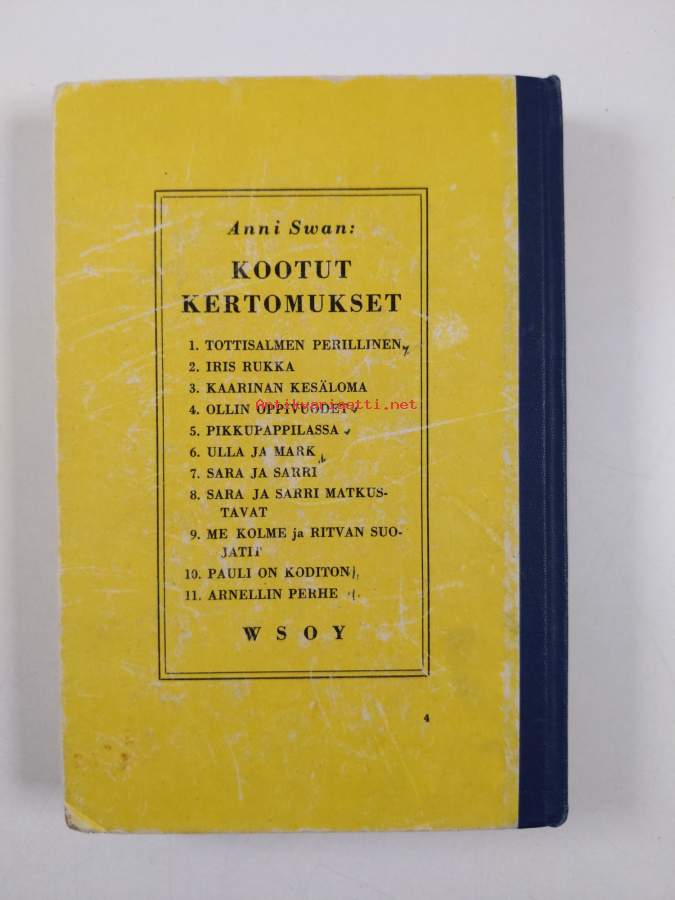 Anni Swan:
KOOTUT
KERTOMUKSET
1. TOTTISALMEN PERILLINEN
2. IRIS RUKKA
3. KAARINAN KESÄLOMA
Antikvariaatti.net
4. OLLIN OPPIVUODET
5. PIKKUPAPPILASSA
6. ULLA JA MARK
7. SARA JA SARRI
8. SARA JA SARRI MATKUS-
TAVAT
9. ME KOLME ja RITVAN SUO-
JATIT
10. PAULI ON KODITON
11. ARNELLIN PERHE
WSOY
4